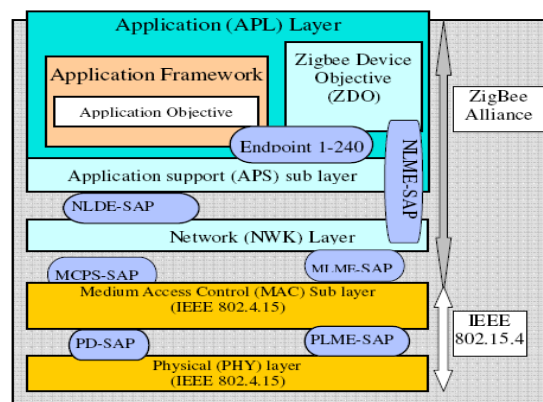 Application (APL) Layer
Application Framework
Application Objective
Zigbee Device
Objective
(ZDO)
ZigBee
Alliance
Endpoint 1-240
NLME-SAP
Application support (APS) sub layer
NLDE-SAP
Network (NWK) Layer
MCPS-SAP
MLME-SAP
Medium Access Control (MAC) Sub layer
(IEEE 802.4.15)
PD-SAP
PLME-SAP
IEEE
802.15.4
Physical (PHY) layer
(IEEE 802.4.15)